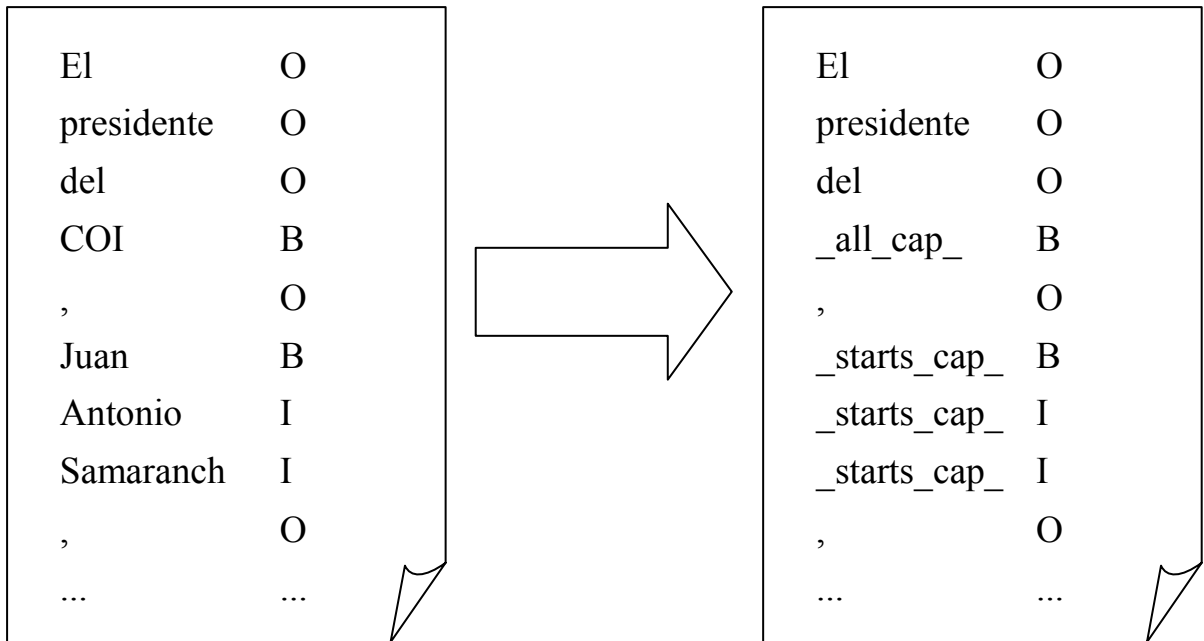 El O
presidente O
del O
COI B
, O
Juan B
Antonio I
Samaranch I
, O
... ...
El O
presidente O
del O
_all_cap_ B
, O
_starts_cap_ B
_starts_cap_ I
_starts_cap_ I
, O
... ...